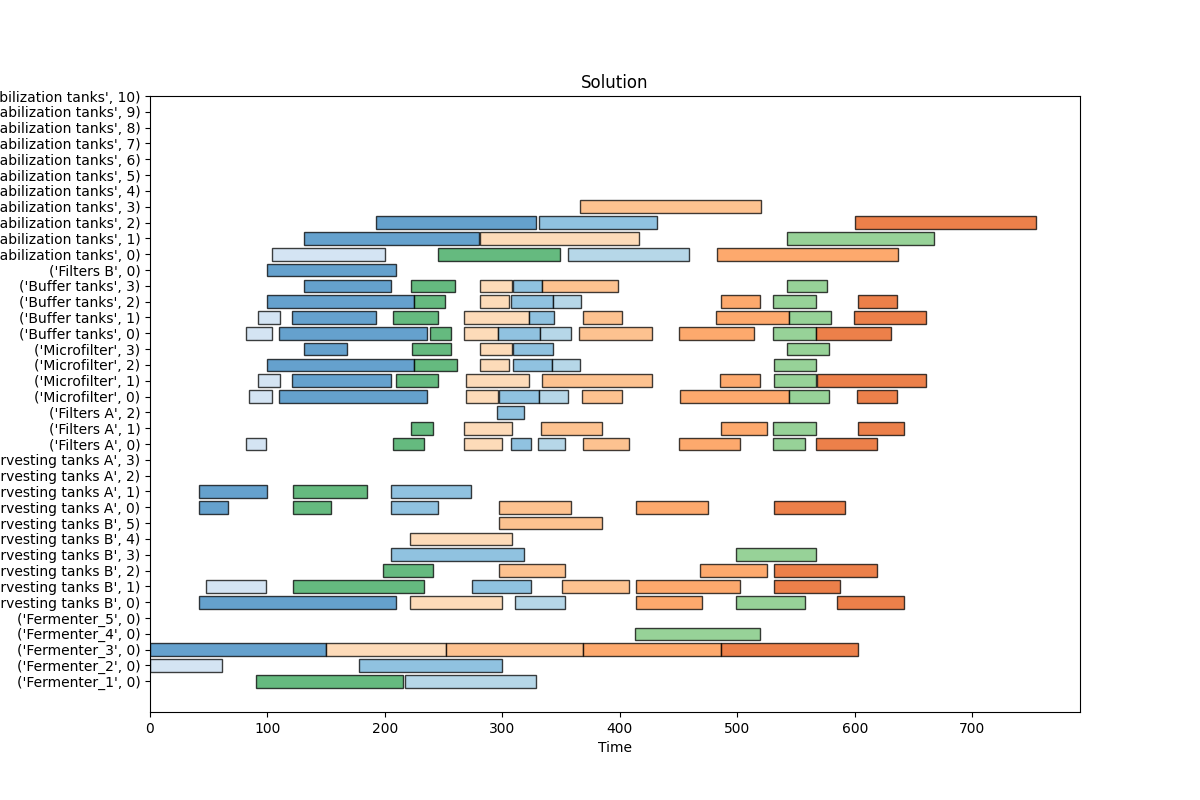 Solution
bilization tanks', 10)
abilization tanks', 9)
abilization tanks', 8)
abilization tanks', 7)
abilization tanks', 6)
abilization tanks', 5)
abilization tanks', 4)
abilization tanks', 3)
abilization tanks', 2)
abilization tanks', 1)
abilization tanks', 0)
('Filters B', 0)
('Buffer tanks', 3)
('Buffer tanks', 2)
('Buffer tanks', 1)
('Buffer tanks', 0)
('Microfilter', 3)
('Microfilter', 2)
('Microfilter', 1)
('Microfilter', 0)
('Filters A', 2)
('Filters A', 1)
('Filters A', 0)
rvesting tanks A', 3)
rvesting tanks A', 2)
rvesting tanks A', 1)
rvesting tanks A', 0)
rvesting tanks B', 5)
rvesting tanks B', 4)
rvesting tanks B', 3)
rvesting tanks B', 2)
rvesting tanks B', 1)
rvesting tanks B', 0)
('Fermenter_5', 0)
('Fermenter_4', 0)
('Fermenter_3', 0)
('Fermenter_2', 0)
('Fermenter_1', 0)
0 100 200 300 400 500 600 700
Time